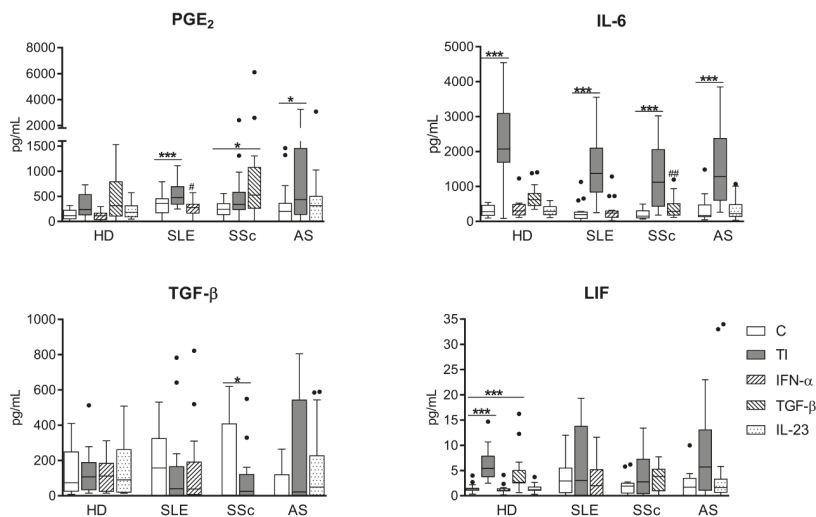 PGE2
8000
6000
4000
2000
1500
1000
500
0
pg/mL
***
#
*
*
HD
SLE
SSc
AS
IL-6
5000
4000
3000
2000
1000
0
pg/mL
***
***
***
##
***
HD
SLE
SSc
AS
TGF-β
1000
800
600
400
200
0
pg/mL
*
HD
SLE
SSc
AS
LIF
35
30
25
20
15
10
5
0
pg/mL
***
***
HD
SLE
SSc
AS
C
TI
IFN-α
TGF-β
IL-23